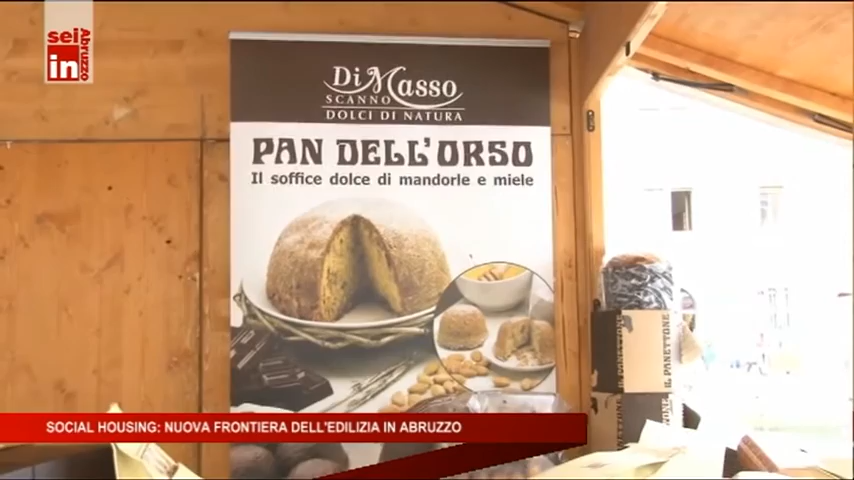 sei
in
Abruzzo
Di Masso
SCANNO
DOLCI DI NATURA
PAN DELL'ORSO
Il soffice dolce di mandorle e miele
IL PANETTONE
SOCIAL HOUSING: NUOVA FRONTIERA DELL'EDILIZIA IN ABRUZZO